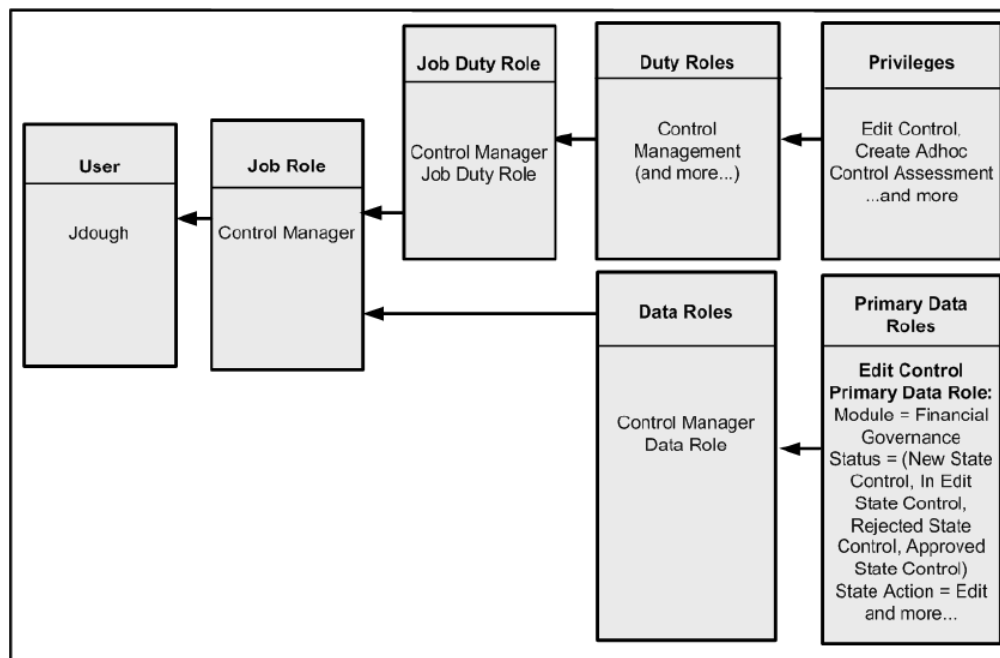 User
Jdough
Job Role
Control Manager
Job Duty Role
Control Manager
Job Duty Role
Duty Roles
Control
Management
(and more...)
Privileges
Edit Control,
Create Adhoc
Control Assessment
...and more
Data Roles
Control Manager
Data Role
Primary Data
Roles
Edit Control
Primary Data Role:
Module = Financial
Governance
Status = (New State
Control, In Edit
State Control,
Rejected State
Control, Approved
State Control)
State Action = Edit
and more...